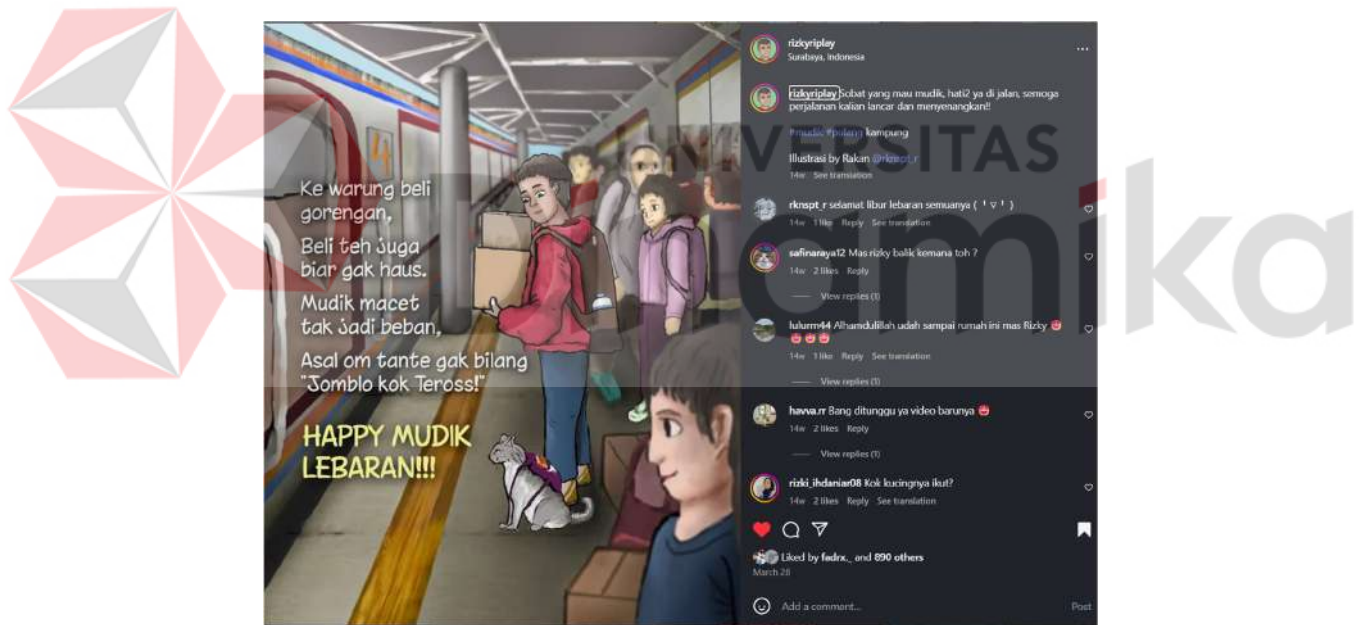 Ke warung beli
gorengan,
Beli teh juga
biar gak haus.
Mudik macet
tak jadi beban,
Asal om tante gak bilang
"Jomblo kok Teross!"
HAPPY MUDIK
LEBARAN!!!
4
rizkyriplay
Surabaya, Indonesia
rizkyriplay Sobat yang mau mudik, hati2 ya di jalan, semoga
perjalanan kalian lancar dan menyenangkan!!
#mudik #pulang kampung
Illustrasi by Rakan @rknspt_r
14w See translation
rknspt_r selamat libur lebaran semuanya ( ╹▽╹ )
14w 1 like Reply See translation
safinaraya12 Mas rizky balik kemana toh ?
14w 2 likes Reply
View replies (1)
lulurm44 Alhamdulillah udah sampai rumah ini mas Rizky
14w 1 like Reply See translation
View replies (1)
havva.rr Bang ditunggu ya video barunya
14w 2 likes Reply
View replies (1)
rizki_ihdaniar08 Kok kucingnya ikut?
14w 2 likes Reply See translation
Liked by fadrx._ and 890 others
March 28
Add a comment...
Post
UNIVERSITAS
Dinamika